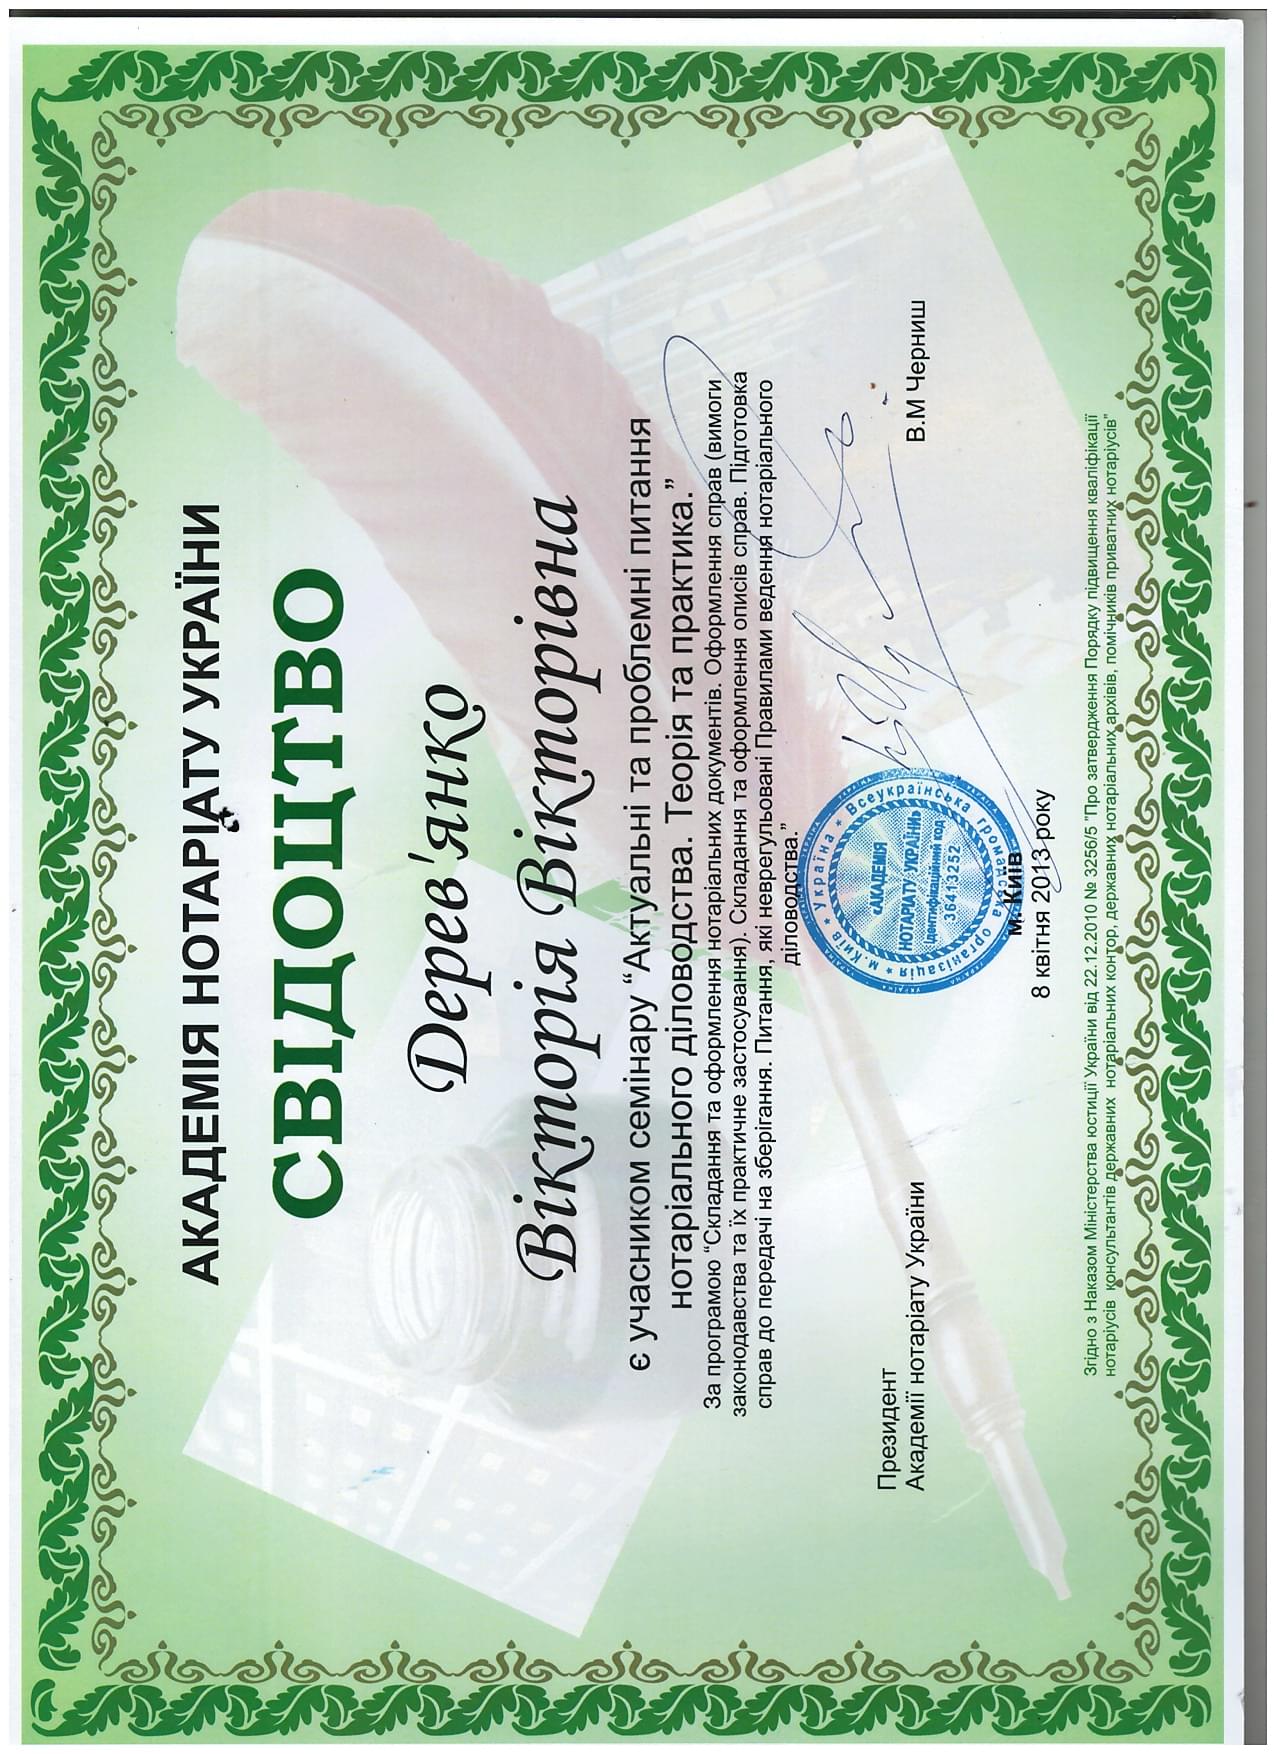 АКАДЕМІЯ НОТАРІАТУ УКРАЇНИ
СВІДОЦТВО
Дерев'янко
Вікторія Вікторівна
є учасником семінару “Актуальні та проблемні питання
нотаріального діловодства. Теорія та практика.”
За програмою “Складання та оформлення нотаріальних документів. Оформлення справ (вимоги
законодавства та їх практичне застосування). Складання та оформлення описів справ. Підготовка
справ до передачі на зберігання. Питання, які неврегульовані Правилами ведення нотаріального
діловодства.”
Президент
Академії нотаріату України
* Україна * Всеукраїнська громадська організація * м. Київ
«АКАДЕМІЯ
НОТАРІАТУ УКРАЇНИ»
Ідентифікаційний код
36413252
В.М Черниш
м. Київ
8 квітня 2013 року
Згідно з Наказом Міністерства юстиції України від 22.12.2010 № 3256/5 ”Про затвердження Порядку підвищення кваліфікації
нотаріусів консультантів державних нотаріальних контор, державних нотаріальних архівів, помічників приватних нотаріусів”